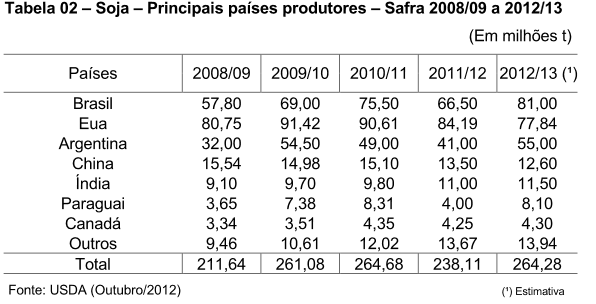 Tabela 02 – Soja – Principais países produtores – Safra 2008/09 a 2012/13
(Em milhões t)
Países 2008/09 2009/10 2010/11 2011/12 2012/13 (¹)
Brasil 57,80 69,00 75,50 66,50 81,00
Eua 80,75 91,42 90,61 84,19 77,84
Argentina 32,00 54,50 49,00 41,00 55,00
China 15,54 14,98 15,10 13,50 12,60
Índia 9,10 9,70 9,80 11,00 11,50
Paraguai 3,65 7,38 8,31 4,00 8,10
Canadá 3,34 3,51 4,35 4,25 4,30
Outros 9,46 10,61 12,02 13,67 13,94
Total 211,64 261,08 264,68 238,11 264,28
Fonte: USDA (Outubro/2012) (¹) Estimativa